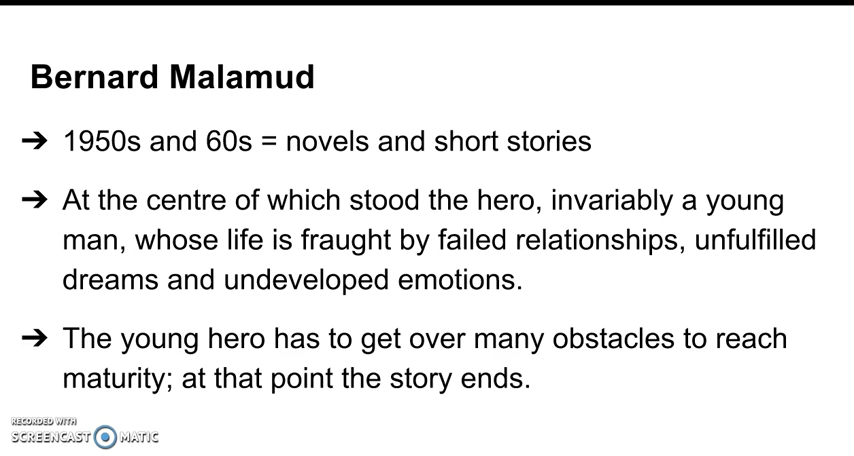 Bernard Malamud
➔ 1950s and 60s = novels and short stories
➔ At the centre of which stood the hero, invariably a young
man, whose life is fraught by failed relationships, unfulfilled
dreams and undeveloped emotions.
➔ The young hero has to get over many obstacles to reach
maturity; at that point the story ends.
RECORDED WITH
SCREENCAST MATIC